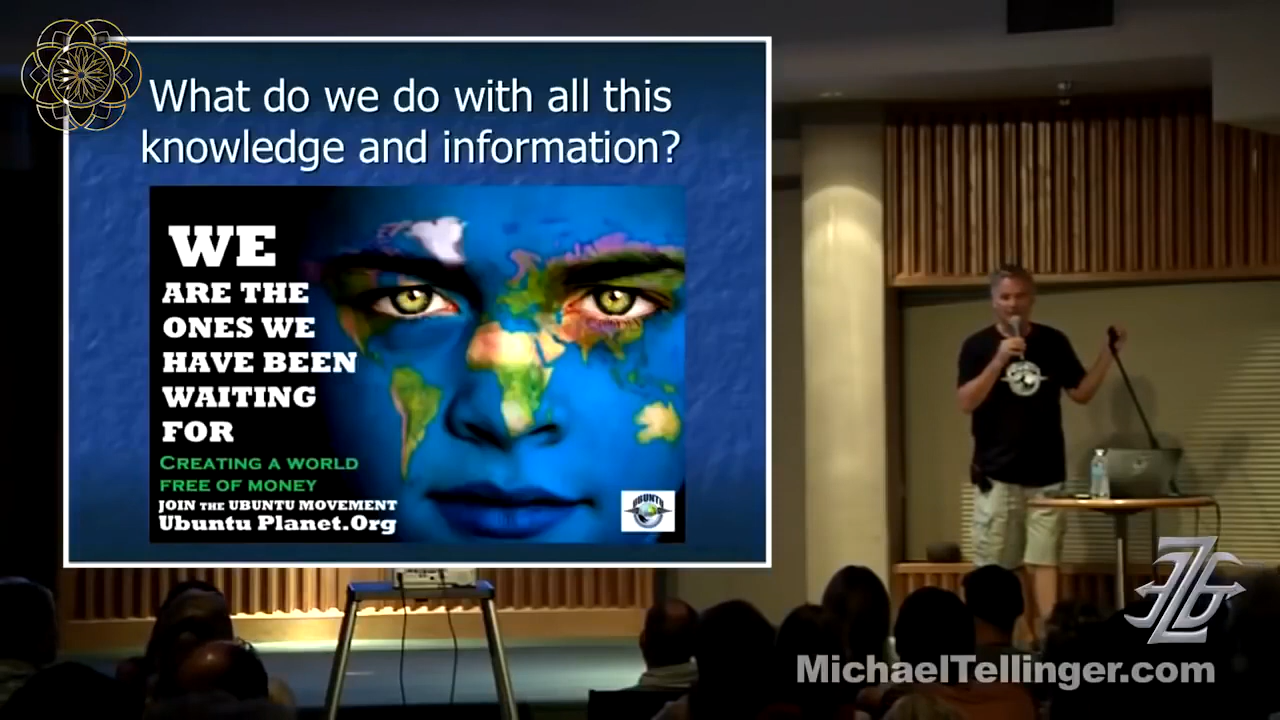 What do we do with all this
knowledge and information?
WE
ARE THE
ONES WE
HAVE BEEN
WAITING
FOR
CREATING A WORLD
FREE OF MONEY
JOIN THE UBUNTU MOVEMENT
Ubuntu Planet.Org
UBUNTU
MichaelTellinger.com